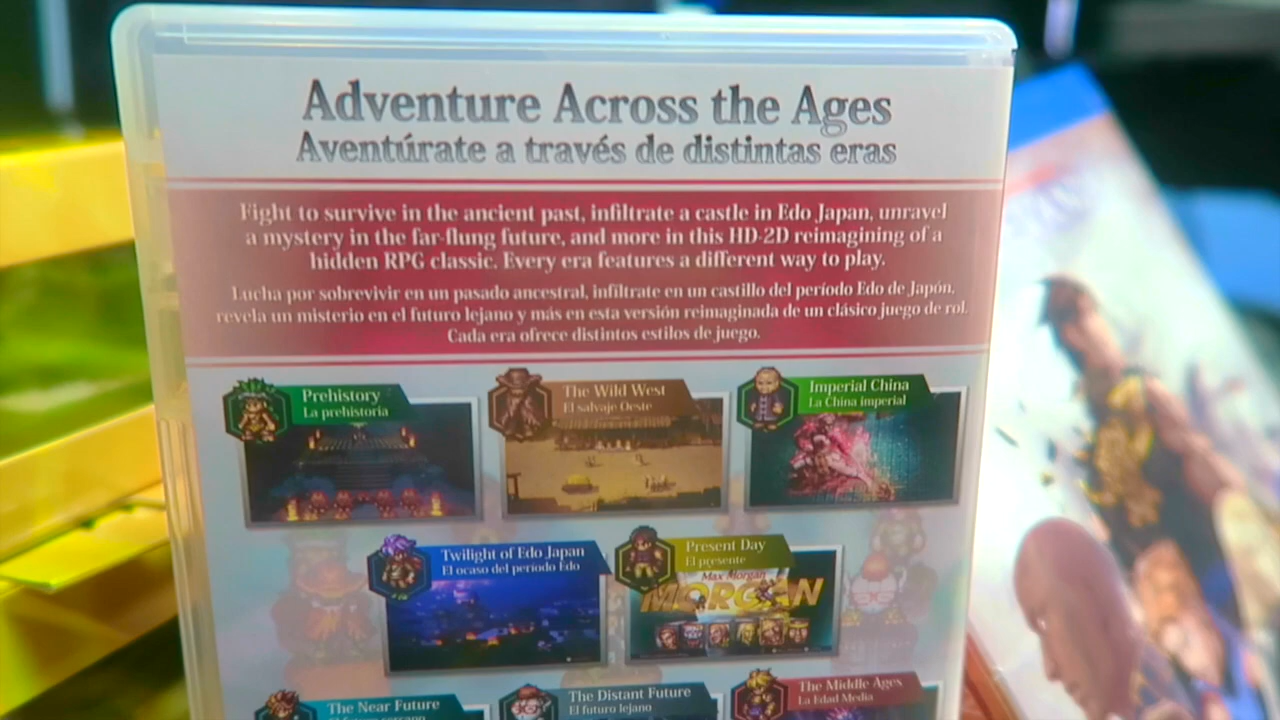 Adventure Across the Ages
Aventúrate a través de distintas eras
Fight to survive in the ancient past, infiltrate a castle in Edo Japan, unravel
a mystery in the far-flung future, and more in this HD-2D reimagining of a
hidden RPG classic. Every era features a different way to play.
Lucha por sobrevivir en un pasado ancestral, infíltrate en un castillo del período Edo de Japón,
revela un misterio en el futuro lejano y más en esta versión reimaginada de un clásico juego de rol.
Cada era ofrece distintos estilos de juego.
Prehistory
La prehistoria
The Wild West
El salvaje Oeste
Imperial China
La China imperial
Twilight of Edo Japan
El ocaso del período Edo
Present Day
El presente
Max Morgan
MORGAN
The Near Future
El futuro cercano
The Distant Future
El futuro lejano
The Middle Ages
La Edad Media